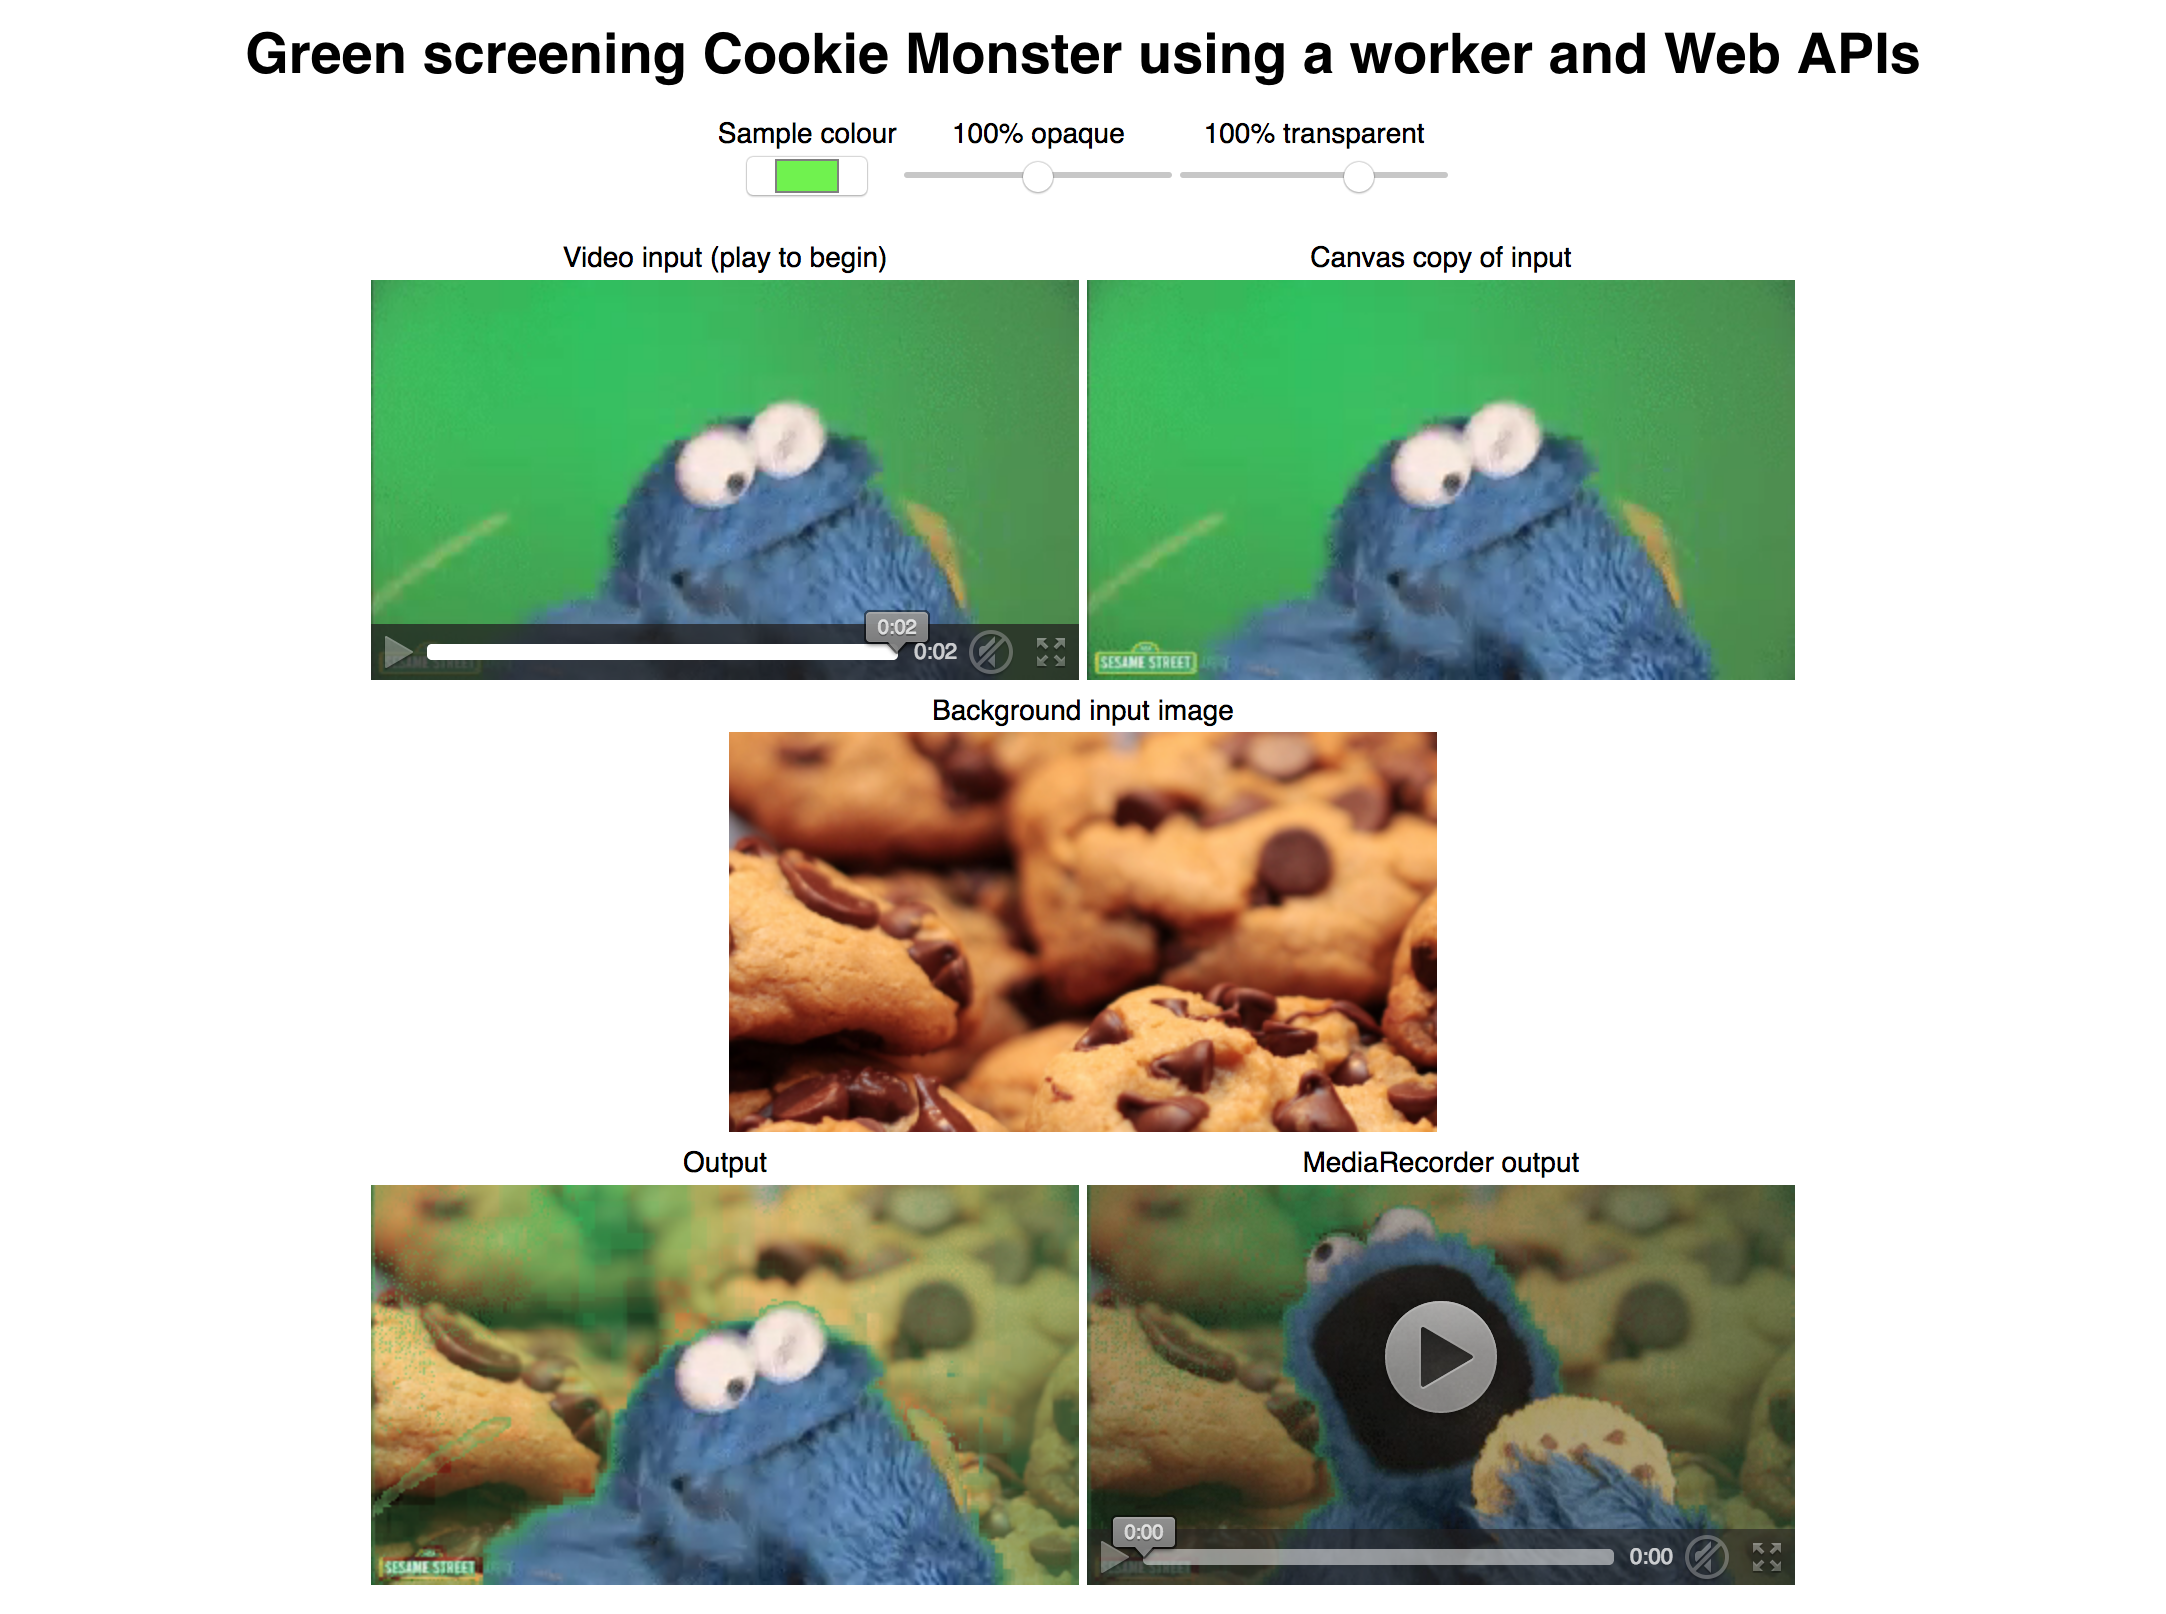 Green screening Cookie Monster using a worker and Web APIs
Sample colour 100% opaque 100% transparent
Video input (play to begin) Canvas copy of input
0:02
0:02
SESAME STREET
SESAME STREET
Background input image
Output MediaRecorder output
0:00
0:00
SESAME STREET